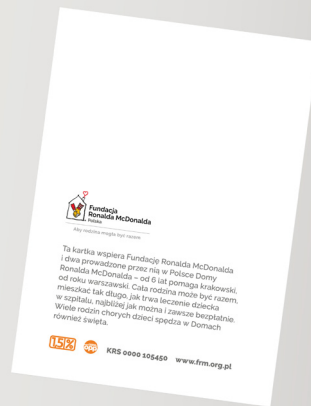 Fundacja
Ronalda McDonalda
Polska
Aby rodzina mogła być razem
Ta kartka wspiera Fundację Ronalda McDonalda
i dwa prowadzone przez nią w Polsce Domy
Ronalda McDonalda – od 6 lat pomaga krakowski,
od roku warszawski. Cała rodzina może być razem,
mieszkać tak długo, jak trwa leczenie dziecka
w szpitalu, najbliżej jak można i zawsze bezpłatnie.
Wiele rodzin chorych dzieci spędza w Domach
również święta.
1,5% opp KRS 0000 105450 www.frm.org.pl